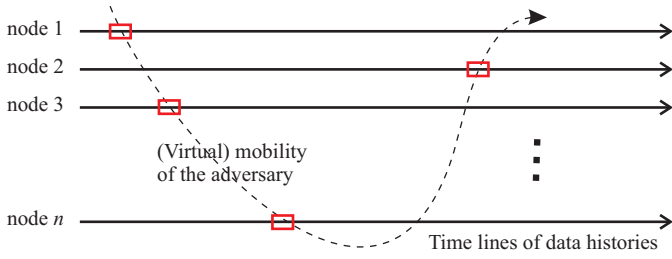 node 1
node 2
node 3
(Virtual) mobility
of the adversary
node n
Time lines of data histories